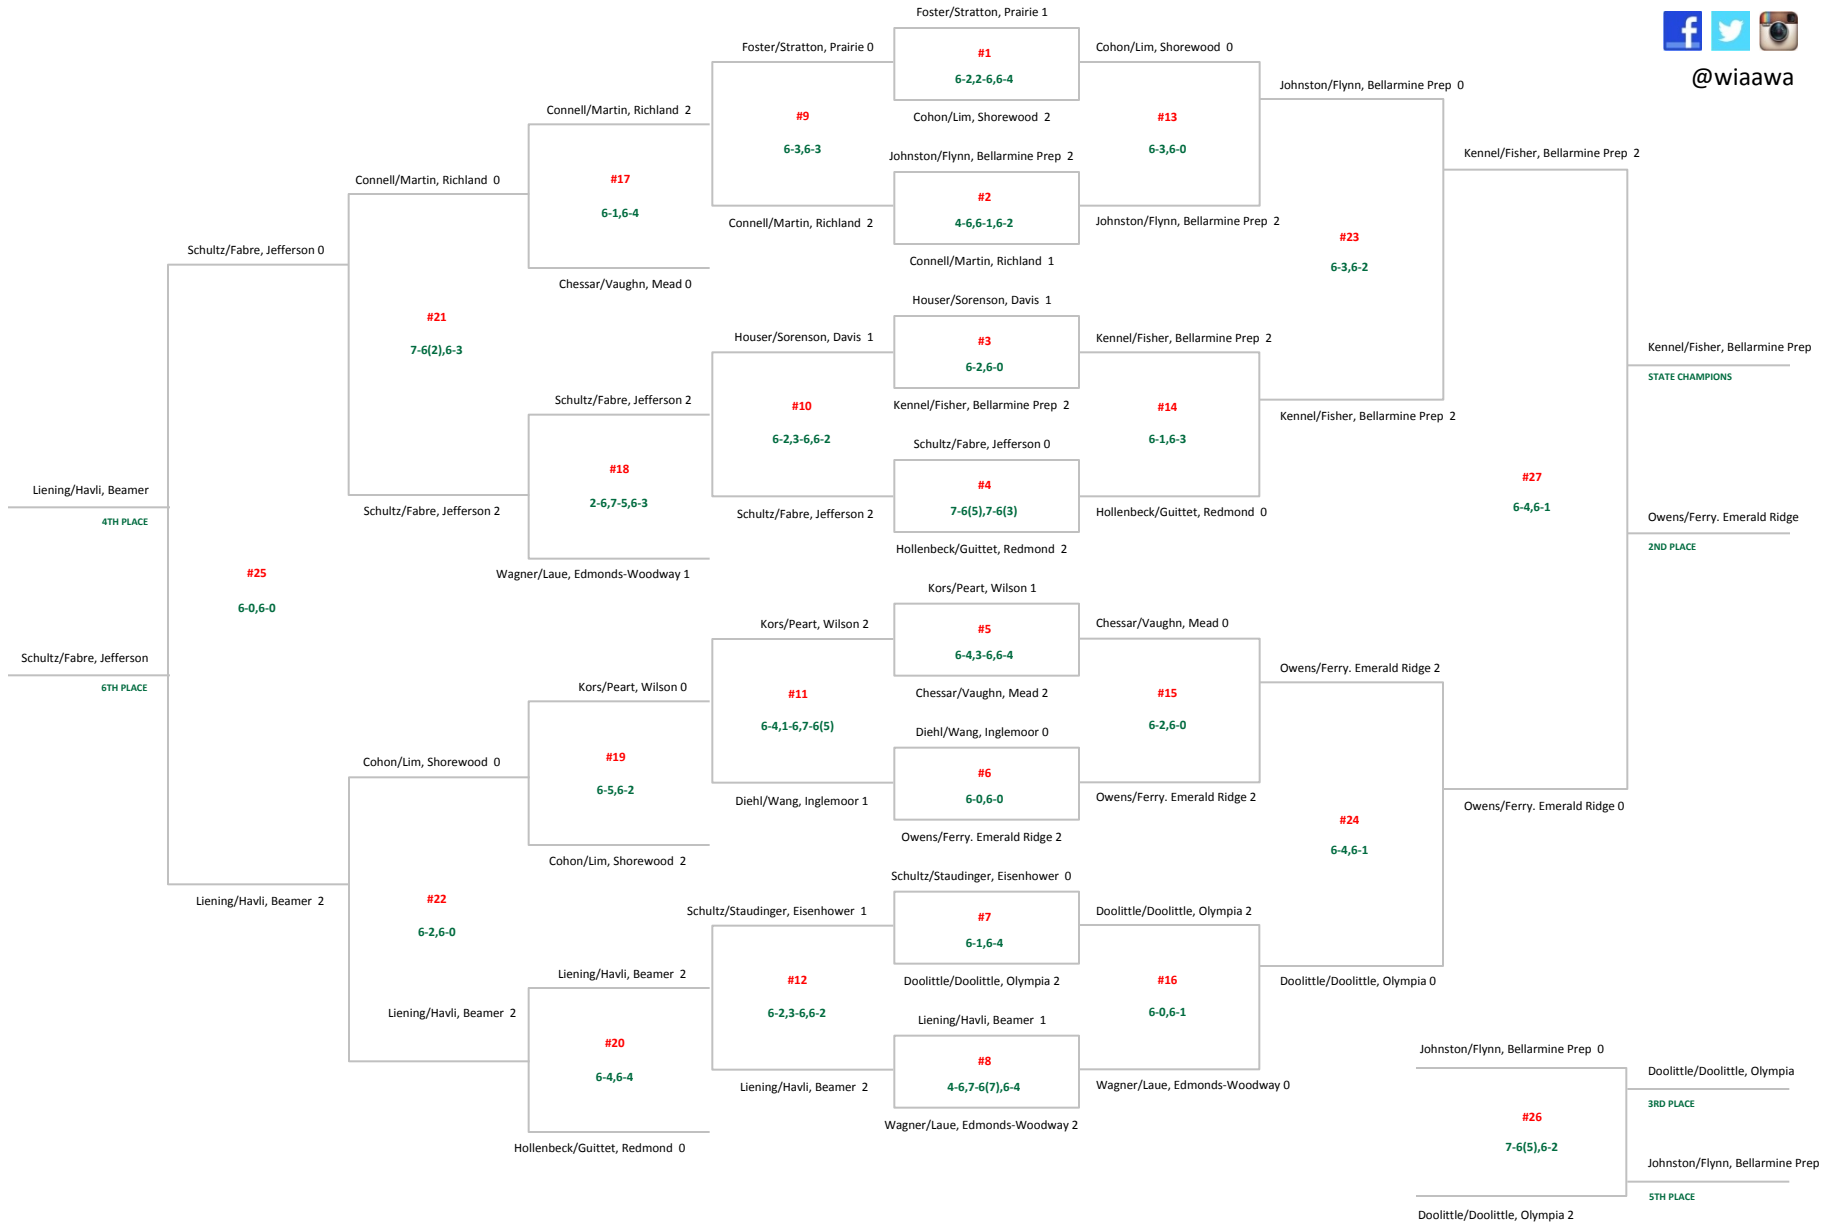 Foster/Stratton, Prairie 1
Foster/Stratton, Prairie 0
#1
Cohon/Lim, Shorewood 0
6-2,2-6,6-4
@wiaawa
Johnston/Flynn, Bellarmine Prep 0
Connell/Martin, Richland 2
#9
Cohon/Lim, Shorewood 2
#13
6-3,6-3
Johnston/Flynn, Bellarmine Prep 2
6-3,6-0
Kennel/Fisher, Bellarmine Prep 2
Connell/Martin, Richland 0
#17
#2
6-1,6-4
Connell/Martin, Richland 2
4-6,6-1,6-2
Johnston/Flynn, Bellarmine Prep 2
#23
Schultz/Fabre, Jefferson 0
Connell/Martin, Richland 1
6-3,6-2
Chessar/Vaughn, Mead 0
Houser/Sorenson, Davis 1
#21
Houser/Sorenson, Davis 1
#3
Kennel/Fisher, Bellarmine Prep 2
Kennel/Fisher, Bellarmine Prep
7-6(2),6-3
6-2,6-0
STATE CHAMPIONS
Schultz/Fabre, Jefferson 2
#10
Kennel/Fisher, Bellarmine Prep 2
#14
Kennel/Fisher, Bellarmine Prep 2
6-2,3-6,6-2
Schultz/Fabre, Jefferson 0
6-1,6-3
#18
#4
#27
Liening/Havli, Beamer
4TH PLACE
Schultz/Fabre, Jefferson 2
2-6,7-5,6-3
Schultz/Fabre, Jefferson 2
7-6(5),7-6(3)
Hollenbeck/Guittet, Redmond 0
6-4,6-1
Owens/Ferry. Emerald Ridge
2ND PLACE
Hollenbeck/Guittet, Redmond 2
#25
Wagner/Laue, Edmonds-Woodway 1
6-0,6-0
Kors/Peart, Wilson 1
Kors/Peart, Wilson 2
#5
Chessar/Vaughn, Mead 0
Schultz/Fabre, Jefferson
6TH PLACE
6-4,3-6,6-4
Owens/Ferry. Emerald Ridge 2
Kors/Peart, Wilson 0
#11
Chessar/Vaughn, Mead 2
#15
6-4,1-6,7-6(5)
Diehl/Wang, Inglemoor 0
6-2,6-0
Cohon/Lim, Shorewood 0
#19
#6
6-5,6-2
Diehl/Wang, Inglemoor 1
6-0,6-0
Owens/Ferry. Emerald Ridge 2
Owens/Ferry. Emerald Ridge 0
Owens/Ferry. Emerald Ridge 2
#24
6-4,6-1
Cohon/Lim, Shorewood 2
Schultz/Staudinger, Eisenhower 0
Liening/Havli, Beamer 2
#22
Schultz/Staudinger, Eisenhower 1
#7
Doolittle/Doolittle, Olympia 2
6-2,6-0
6-1,6-4
Liening/Havli, Beamer 2
#12
Doolittle/Doolittle, Olympia 2
#16
Doolittle/Doolittle, Olympia 0
Liening/Havli, Beamer 2
6-2,3-6,6-2
Liening/Havli, Beamer 1
6-0,6-1
#20
#8
Johnston/Flynn, Bellarmine Prep 0
6-4,6-4
Liening/Havli, Beamer 2
4-6,7-6(7),6-4
Wagner/Laue, Edmonds-Woodway 0
Doolittle/Doolittle, Olympia
3RD PLACE
Wagner/Laue, Edmonds-Woodway 2
#26
Hollenbeck/Guittet, Redmond 0
7-6(5),6-2
Johnston/Flynn, Bellarmine Prep
5TH PLACE
Doolittle/Doolittle, Olympia 2